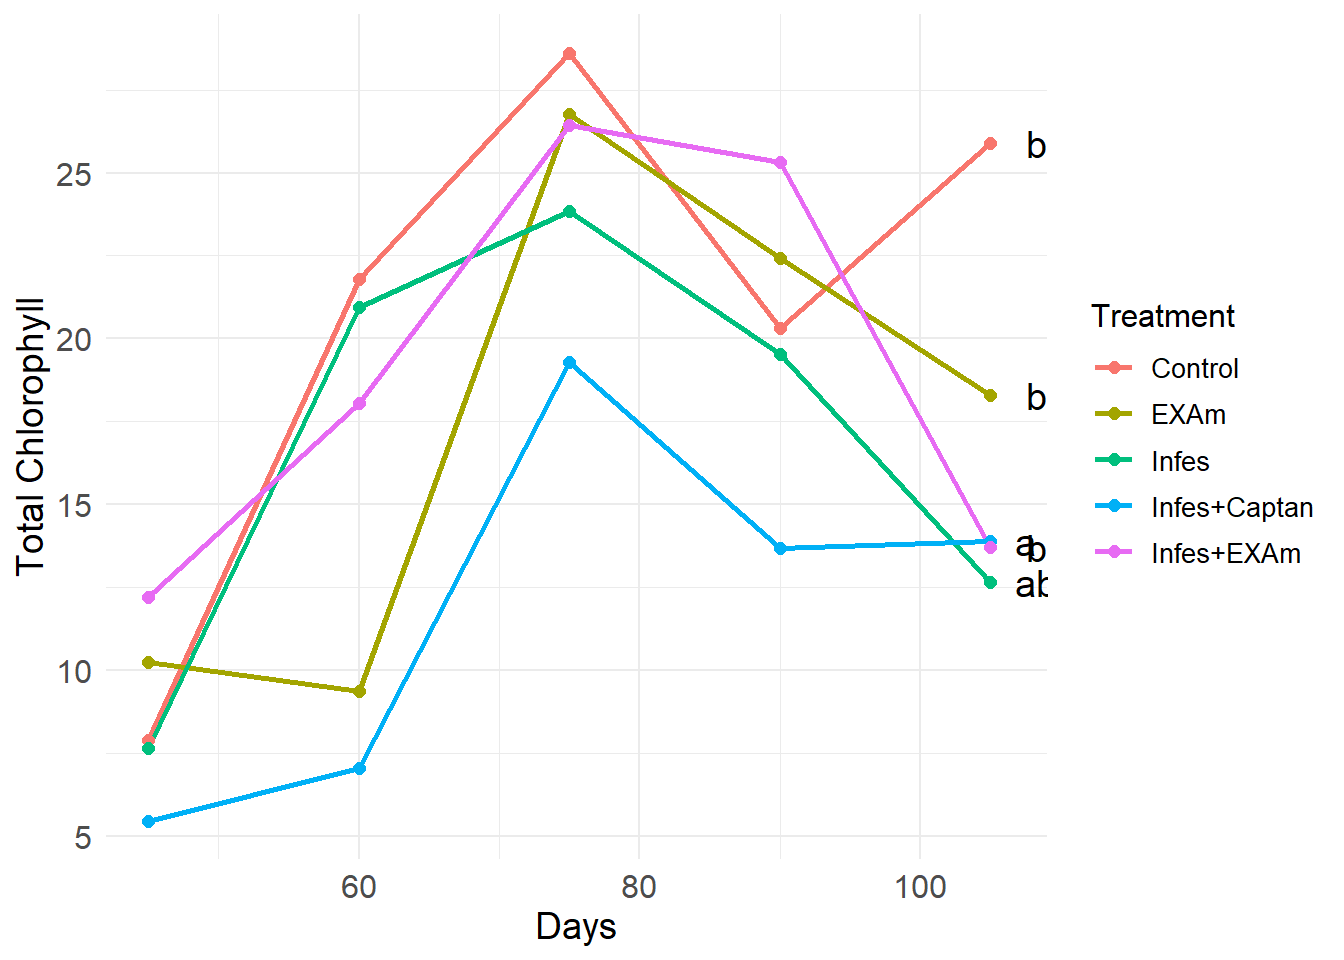 Total Chlorophyll
25
20
15
10
5
60 80 100
Days
b
b
a
b
ab
Treatment
Control
EXAm
Infes
Infes+Captan
Infes+EXAm